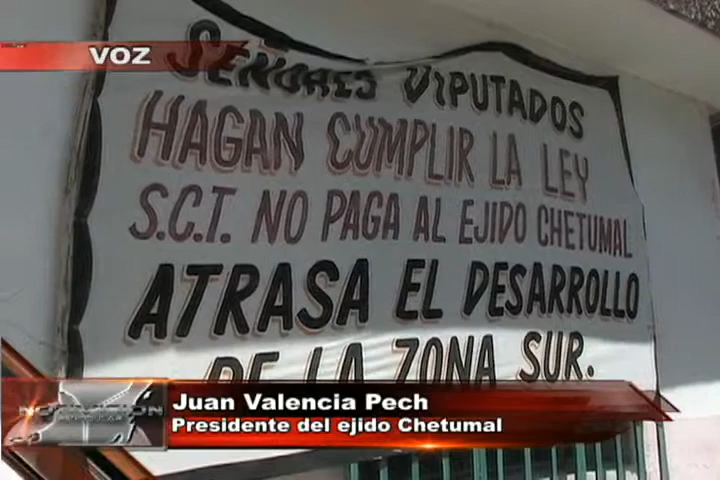 VOZ
SEÑORES DIPUTADOS
HAGAN CUMPLIR LA LEY
S.C.T. NO PAGA AL EJIDO CHETUMAL
ATRASA EL DESARROLLO
DE LA ZONA SUR.
Juan Valencia Pech
Presidente del ejido Chetumal